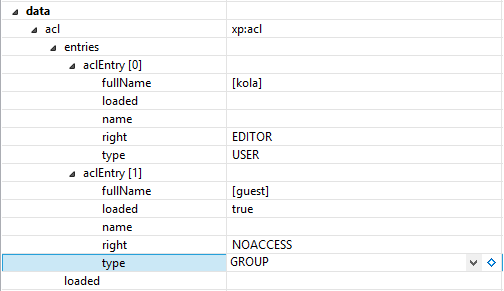 data
acl xp:acl
entries
aclEntry [0]
fullName [kola]
loaded
name
right EDITOR
type USER
aclEntry [1]
fullName [guest]
loaded true
name
right NOACCESS
type GROUP
loaded